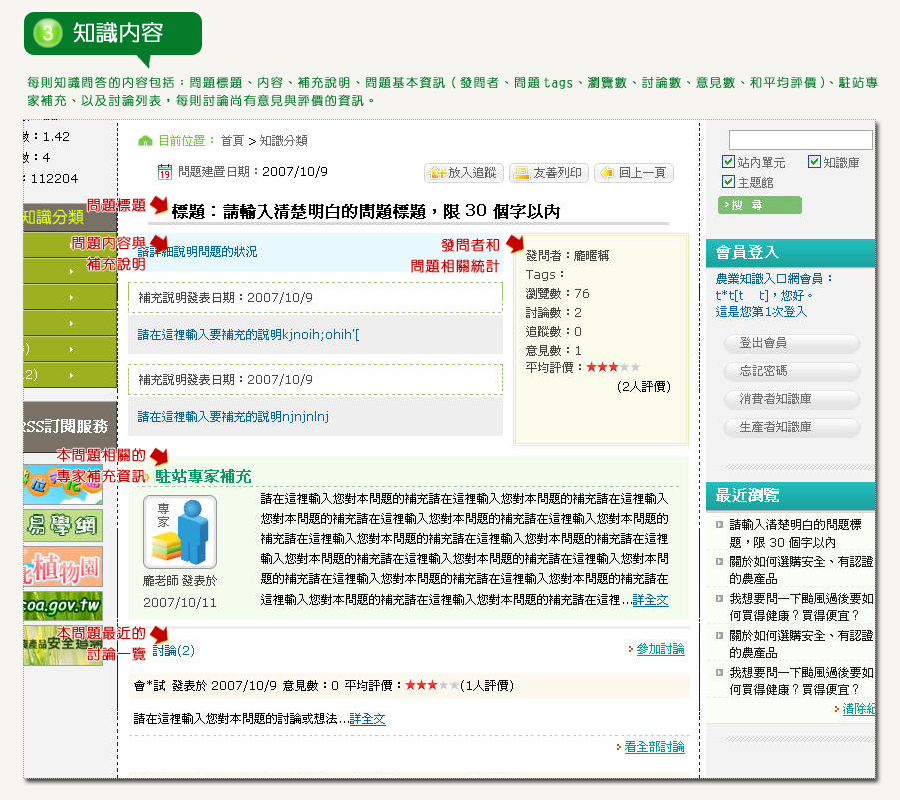 3 知識內容
每則知識問答的內容包括：問題標題、內容、補充說明、問題基本資訊（發問者、問題tags、瀏覽數、討論數、意見數、和平均評價）、駐站專
家補充、以及討論列表，每則討論尚有意見與評價的資訊。
數：1.42
數：4
：112204
知識分類
2)
RSS訂閱服務
易學網
植物園
coa.gov.tw
產品安全追溯
目前位置： 首頁 > 知識分類
問題建置日期：2007/10/9
放入追蹤 友善列印 回上一頁
問題標題
標題：請輸入清楚明白的問題標題，限 30 個字以內
問題內容與
補充說明
請詳細說明問題的狀況
補充說明發表日期：2007/10/9
請在這裡輸入要補充的說明kjnoih;ohih'[
補充說明發表日期：2007/10/9
請在這裡輸入要補充的說明njnjnlnj
發問者和
問題相關統計
發問者：龐暱稱
Tags：
瀏覽數：76
討論數：2
追蹤數：0
意見數：1
平均評價：★★★★★
(2人評價)
本問題相關的
專家補充資訊
駐站專家補充
專家
龐老師 發表於
2007/10/11
請在這裡輸入您對本問題的補充請在這裡輸入您對本問題的補充請在這裡輸入
您對本問題的補充請在這裡輸入您對本問題的補充請在這裡輸入您對本問題的
補充請在這裡輸入您對本問題的補充請在這裡輸入您對本問題的補充請在這裡
輸入您對本問題的補充請在這裡輸入您對本問題的補充請在這裡輸入您對本問
題的補充請在這裡輸入您對本問題的補充請在這裡輸入您對本問題的補充請在
這裡輸入您對本問題的補充請在這裡輸入您對本問題的補充請在這裡...詳全文
本問題最近的
討論一覽
討論(2)
參加討論
會*試 發表於 2007/10/9 意見數：0 平均評價：★★★★★(1人評價)
請在這裡輸入您對本問題的討論或想法...詳全文
看全部討論
站內單元 知識庫
主題館
搜 尋
會員登入
農業知識入口網會員：
t*t[t t]，您好。
這是您第1次登入
登出會員
忘記密碼
消費者知識庫
生產者知識庫
最近瀏覽
請輸入清楚明白的問題標
題，限 30 個字以內
關於如何選購安全、有認證
的農產品
我想要問一下颱風過後要如
何買得健康？買得便宜？
關於如何選購安全、有認證
的農產品
我想要問一下颱風過後要如
何買得健康？買得便宜？
清除紀